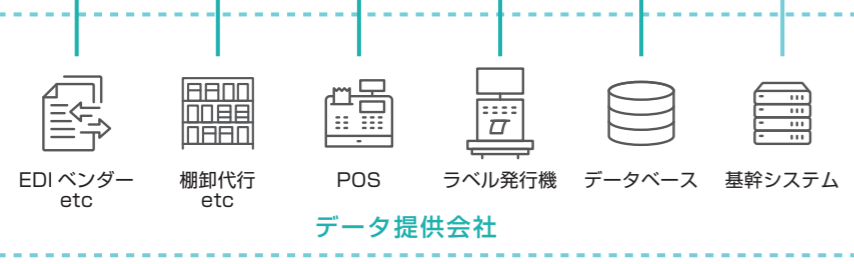 EDI ベンダー
etc
棚卸代行
etc
POS
ラベル発行機
データベース
基幹システム
データ提供会社